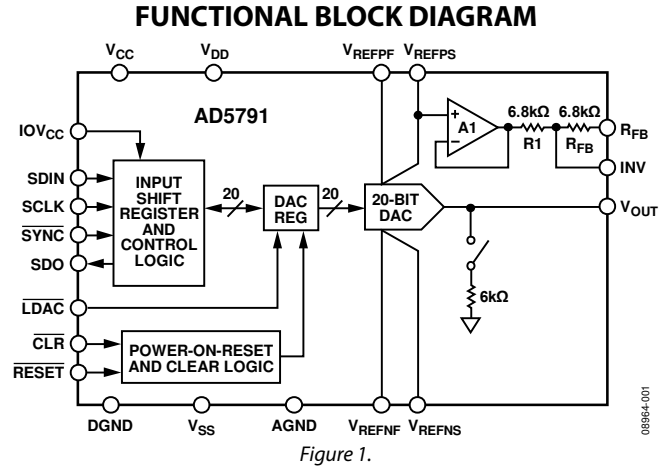 FUNCTIONAL BLOCK DIAGRAM
VCC
VDD
VREFPF
VREFPS
AD5791
6.8kΩ
6.8kΩ
A1
R1
RFB
RFB
INV
IOVCC
SDIN
SCLK
SYNC
SDO
LDAC
CLR
RESET
INPUT
SHIFT
REGISTER
AND
CONTROL
LOGIC
20
DAC
REG
20
20-BIT
DAC
VOUT
6kΩ
POWER-ON-RESET
AND CLEAR LOGIC
DGND
VSS
AGND
VREFNF
VREFNS
08964-001
Figure 1.